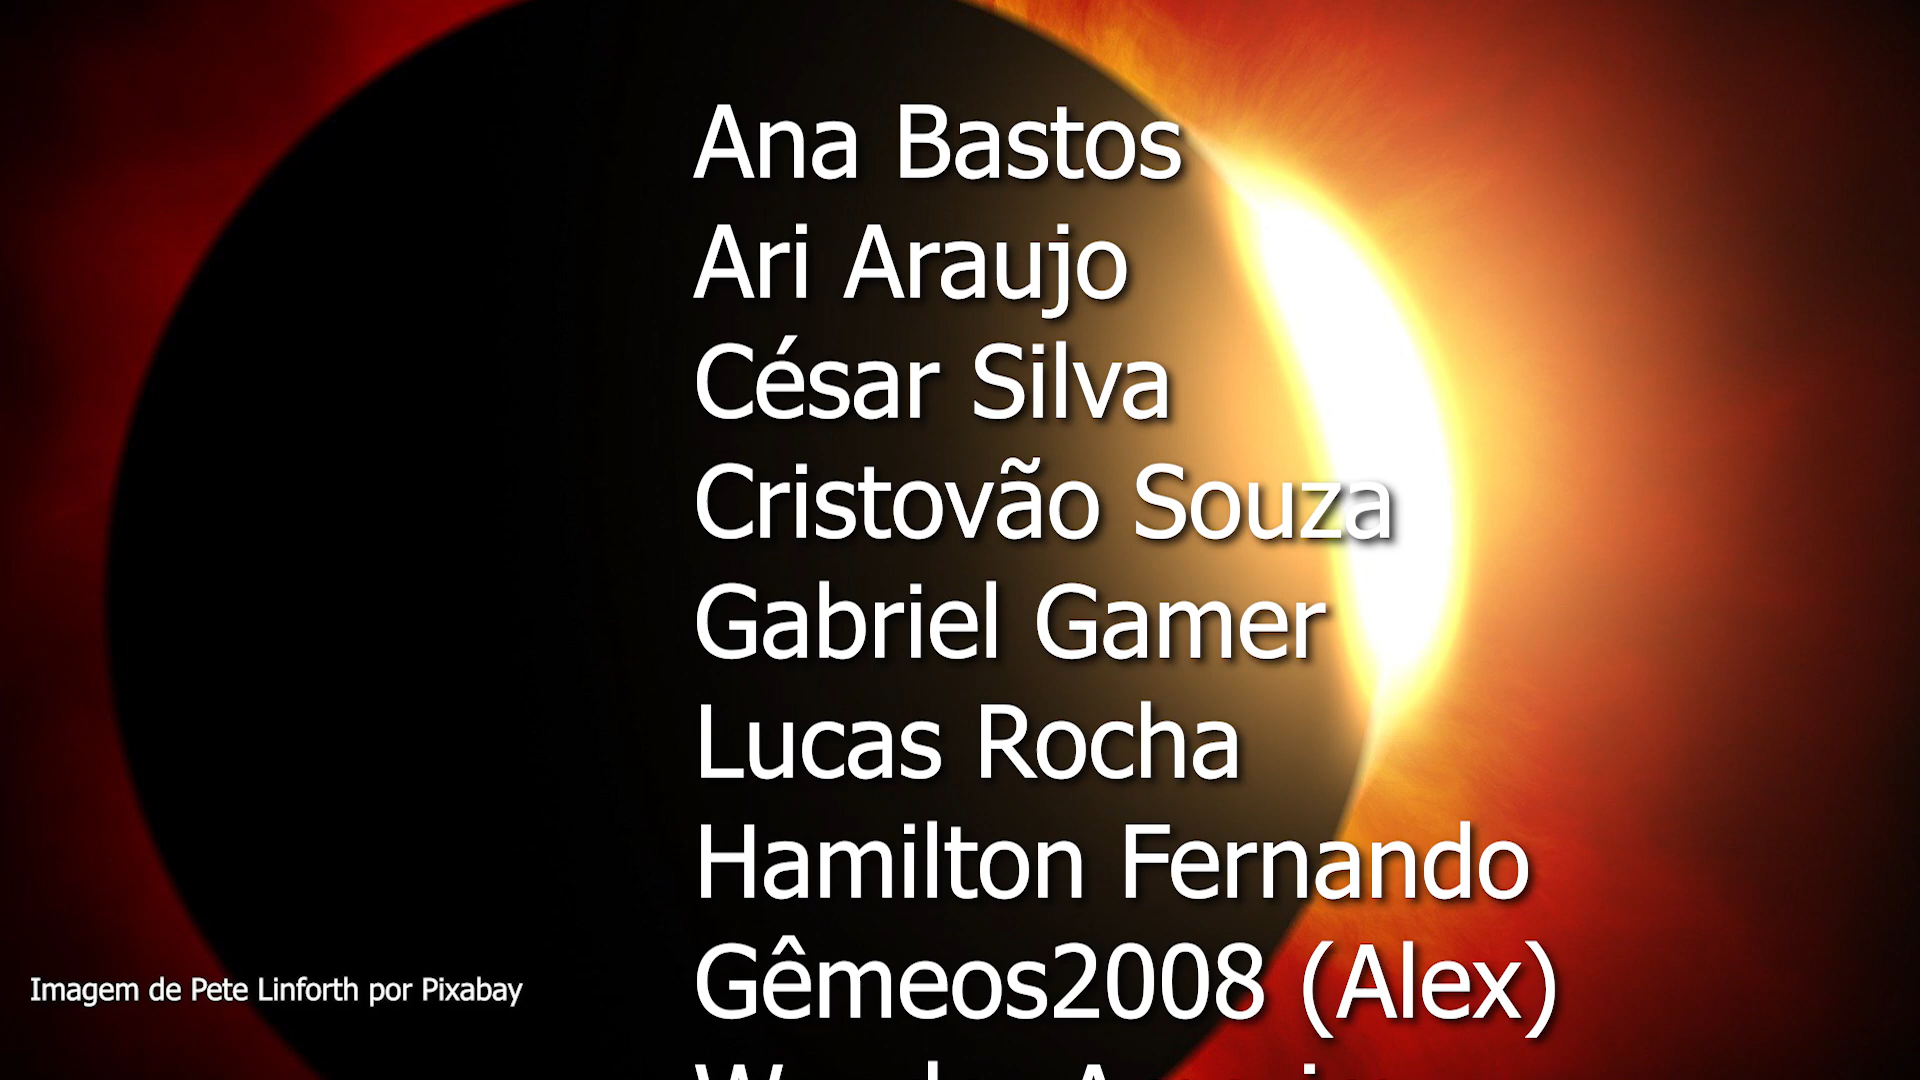 Ana Bastos
Ari Araujo
César Silva
Cristovão Souza
Gabriel Gamer
Lucas Rocha
Hamilton Fernando
Gêmeos2008 (Alex)
Imagem de Pete Linforth por Pixabay